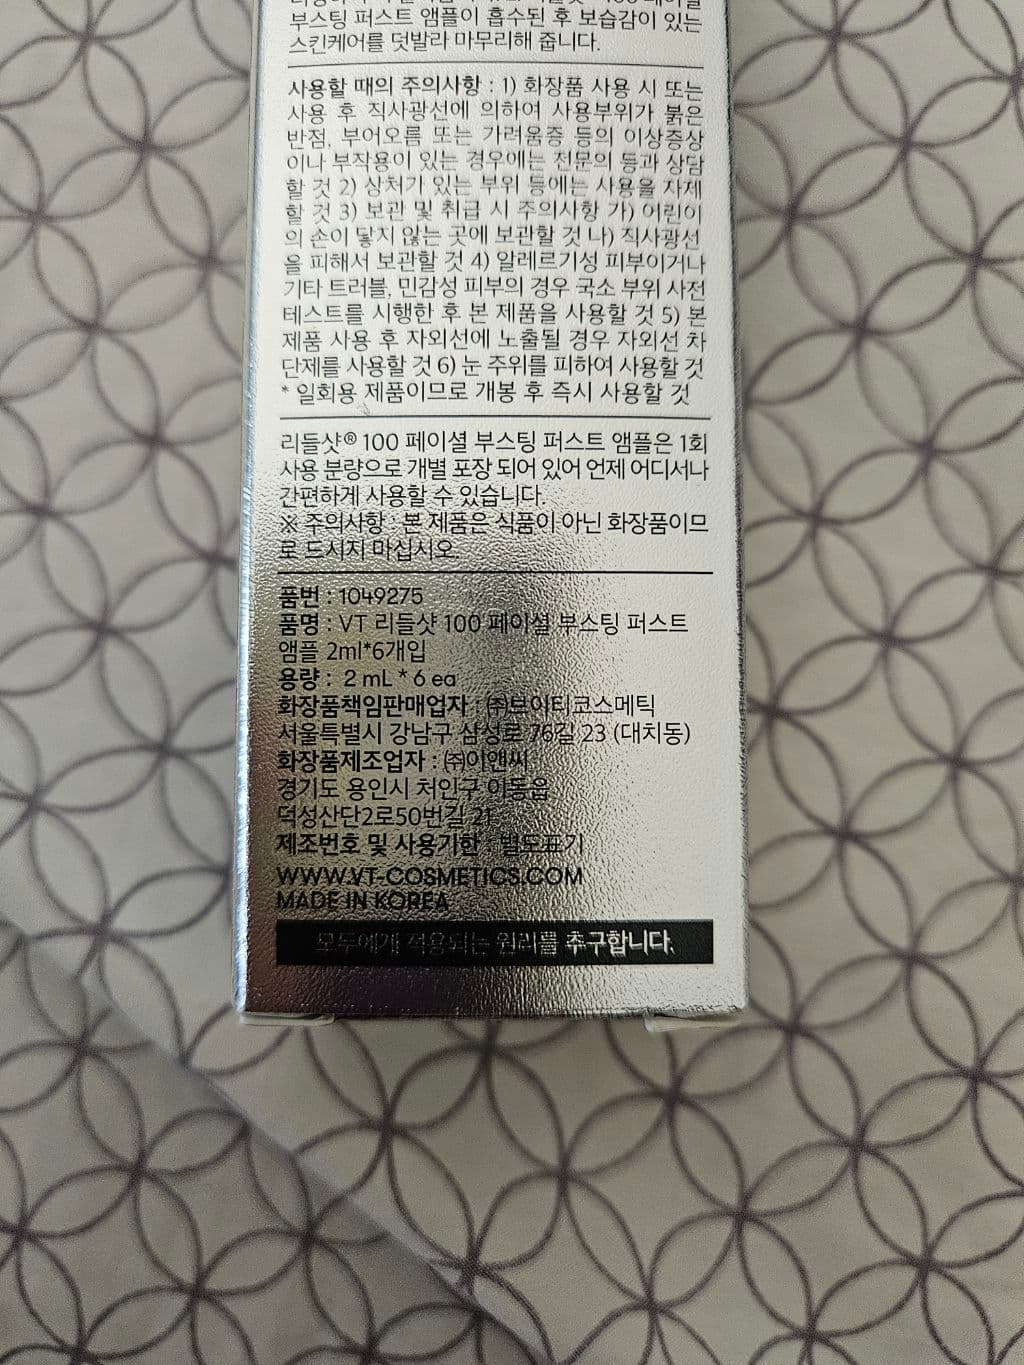 부스팅 퍼스트 앰플이 흡수된 후 보습감이 있는
스킨케어를 덧발라 마무리해 줍니다.
사용할 때의 주의사항 : 1) 화장품 사용 시 또는
사용 후 직사광선에 의하여 사용부위가 붉은
반점, 부어오름 또는 가려움증 등의 이상증상
이나 부작용이 있는 경우에는 전문의 등과 상담
할 것 2) 상처가 있는 부위 등에는 사용을 자제
할 것 3) 보관 및 취급 시 주의사항 가) 어린이
의 손이 닿지 않는 곳에 보관할 것 나) 직사광선
을 피해서 보관할 것 4) 알레르기성 피부이거나
기타 트러블, 민감성 피부의 경우 국소 부위 사전
테스트를 시행한 후 본 제품을 사용할 것 5) 본
제품 사용 후 자외선에 노출될 경우 자외선 차
단제를 사용할 것 6) 눈 주위를 피하여 사용할 것
* 일회용 제품이므로 개봉 후 즉시 사용할 것
리들샷® 100 페이셜 부스팅 퍼스트 앰플은 1회
사용 분량으로 개별 포장 되어 있어 언제 어디서나
간편하게 사용할 수 있습니다.
※ 주의사항 : 본 제품은 식품이 아닌 화장품이므
로 드시지 마십시오
품번 : 1049275
품명 : VT 리들샷 100 페이셜 부스팅 퍼스트
앰플 2ml*6개입
용량 : 2 mL * 6 ea
화장품책임판매업자 : ㈜브이티코스메틱
서울특별시 강남구 삼성로 76길 23 (대치동)
화장품제조업자 : ㈜이앤씨
경기도 용인시 처인구 이동읍
덕성산단2로50번길 21
제조번호 및 사용기한 : 별도표기
WWW.VT-COSMETICS.COM
MADE IN KOREA
모두에게 적용되는 원리를 추구합니다.